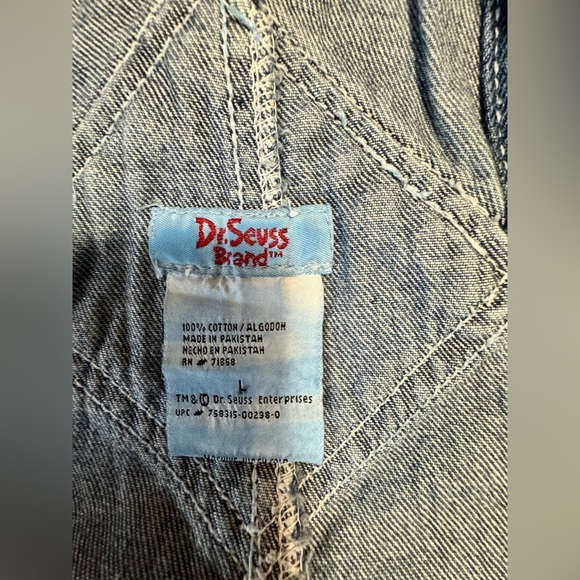 Dr. Seuss
Brand™
100% COTTON / ALGODON
MADE IN PAKISTAN
HECHO EN PAKISTAN
RN # 71868
L
TM & © Dr. Seuss Enterprises
UPC # 758315-00298-0